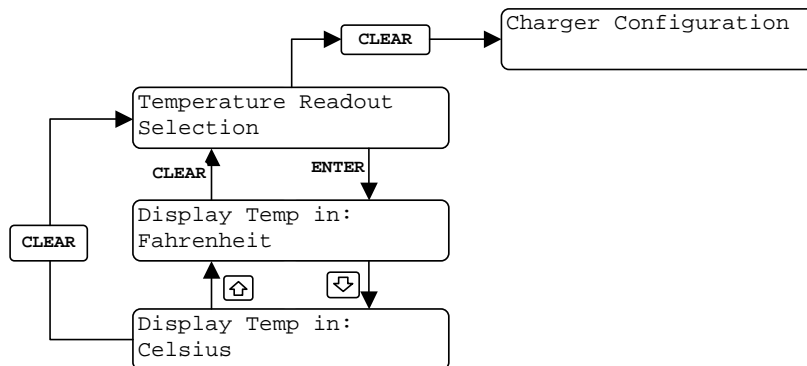 CLEAR
Charger Configuration
Temperature Readout
Selection
CLEAR
ENTER
Display Temp in:
Fahrenheit
CLEAR
Display Temp in:
Celsius